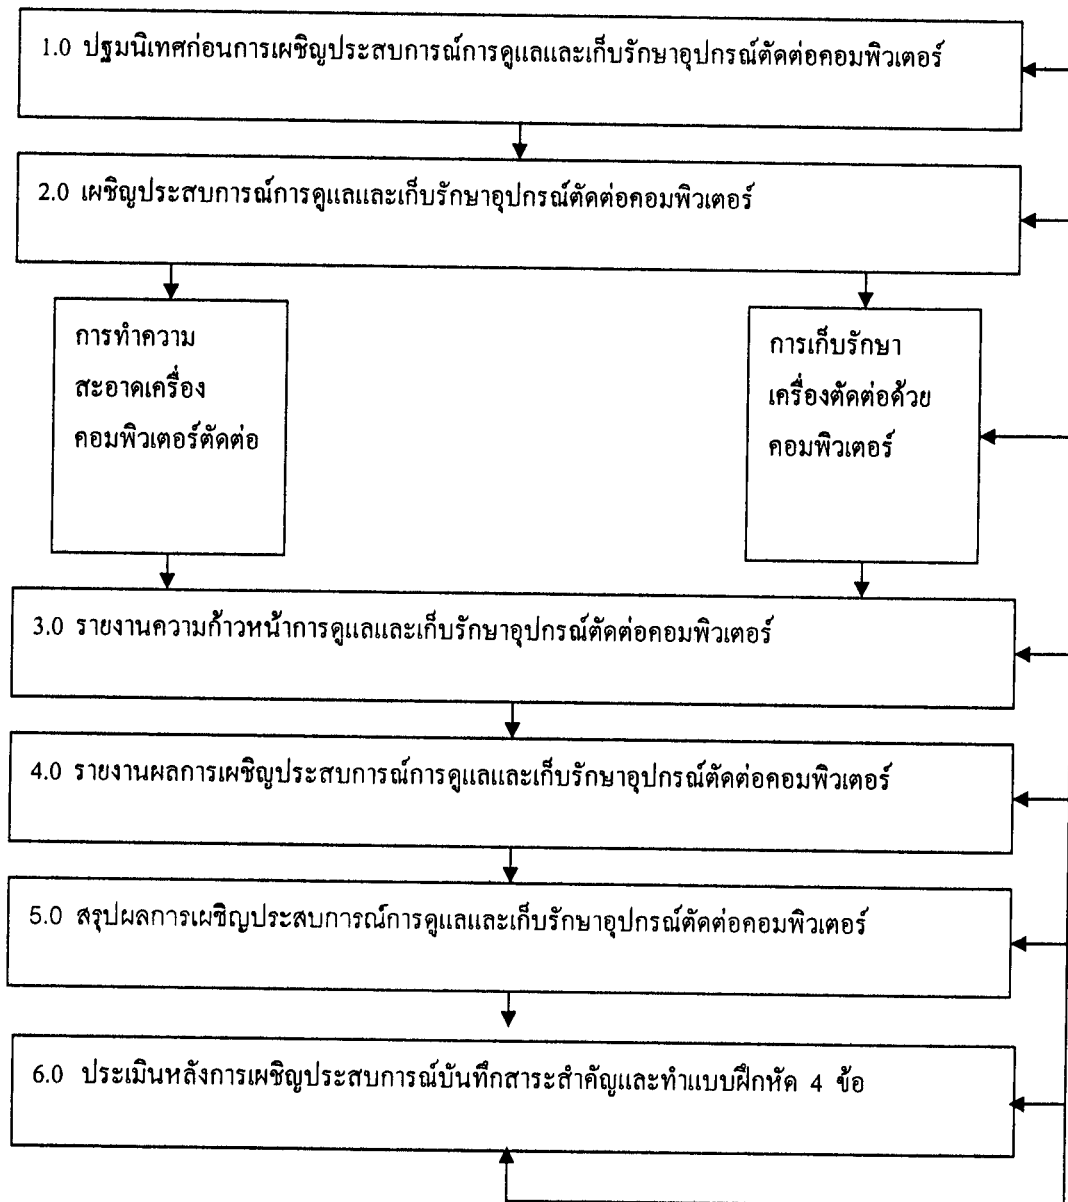 1.0 ปฐมนิเทศก่อนการเผชิญประสบการณ์การดูแลและเก็บรักษาอุปกรณ์ตัดต่อคอมพิวเตอร์
2.0 เผชิญประสบการณ์การดูแลและเก็บรักษาอุปกรณ์ตัดต่อคอมพิวเตอร์
การทำความ
สะอาดเครื่อง
คอมพิวเตอร์ตัดต่อ
การเก็บรักษา
เครื่องตัดต่อด้วย
คอมพิวเตอร์
3.0 รายงานความก้าวหน้าการดูแลและเก็บรักษาอุปกรณ์ตัดต่อคอมพิวเตอร์
4.0 รายงานผลการเผชิญประสบการณ์การดูแลและเก็บรักษาอุปกรณ์ตัดต่อคอมพิวเตอร์
5.0 สรุปผลการเผชิญประสบการณ์การดูแลและเก็บรักษาอุปกรณ์ตัดต่อคอมพิวเตอร์
6.0 ประเมินหลังการเผชิญประสบการณ์บันทึกสาระสำคัญและทำแบบฝึกหัด 4 ข้อ